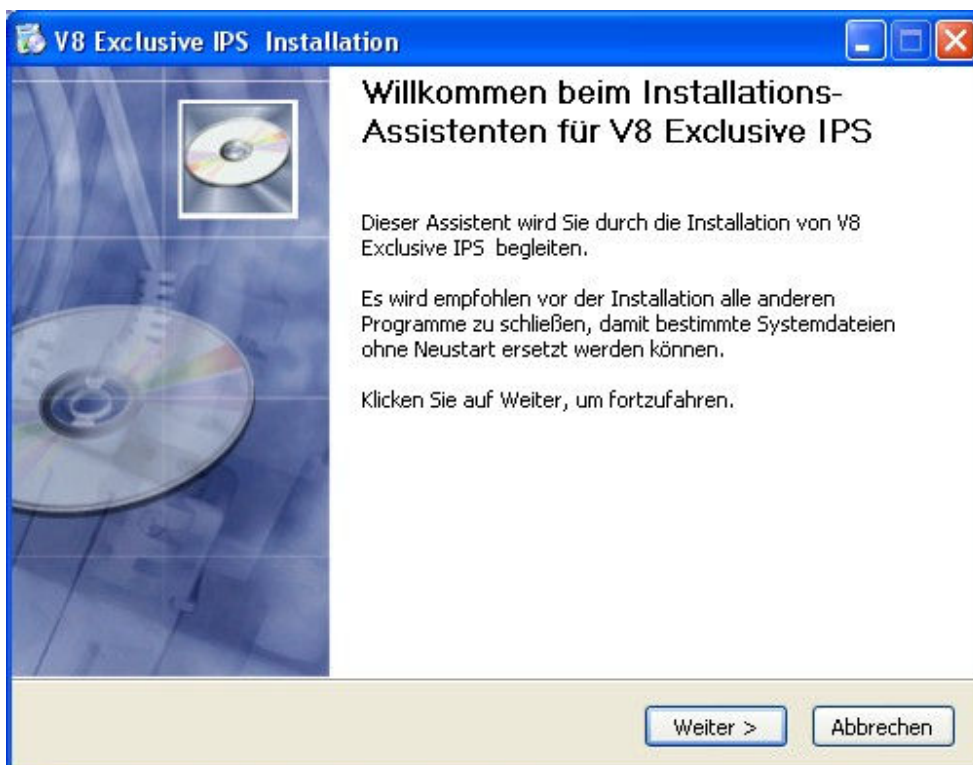 V8 Exclusive IPS  Installation
Willkommen beim Installations-
Assistenten für V8 Exclusive IPS
Dieser Assistent wird Sie durch die Installation von V8
Exclusive IPS  begleiten.
Es wird empfohlen vor der Installation alle anderen
Programme zu schließen, damit bestimmte Systemdateien
ohne Neustart ersetzt werden können.
Klicken Sie auf Weiter, um fortzufahren.
Weiter >
Abbrechen